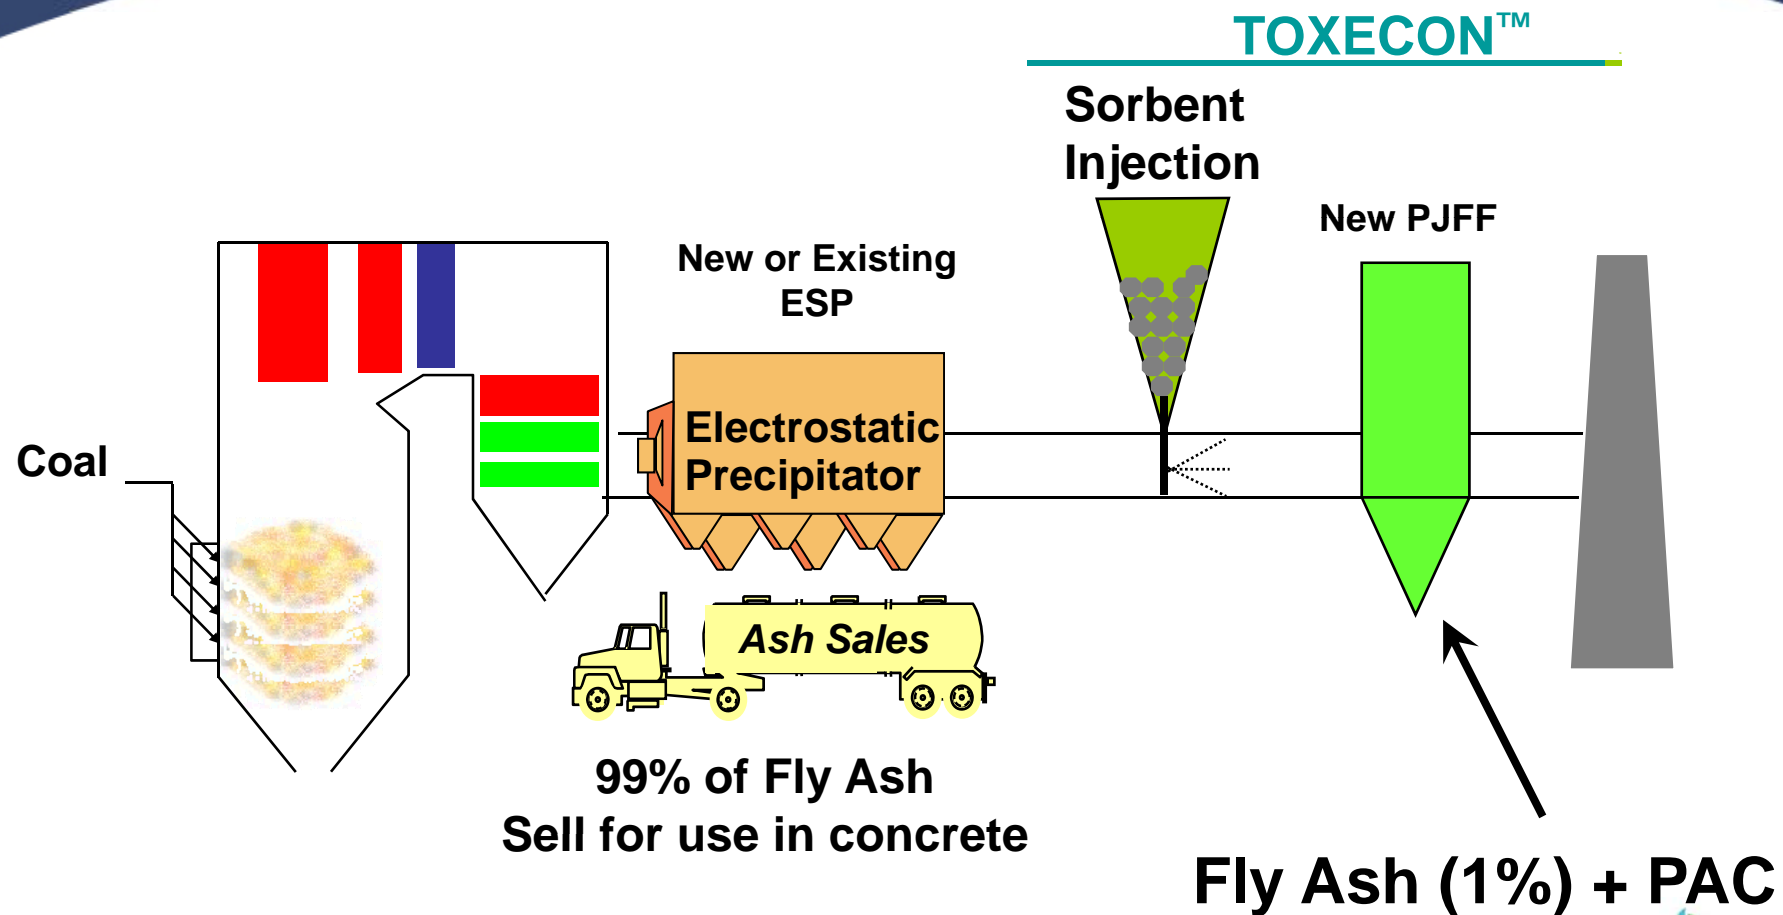 TOXECON™
Sorbent
Injection
New PJFF
New or Existing
ESP
Electrostatic
Precipitator
Coal
Ash Sales
99% of Fly Ash
Sell for use in concrete
Fly Ash (1%) + PAC